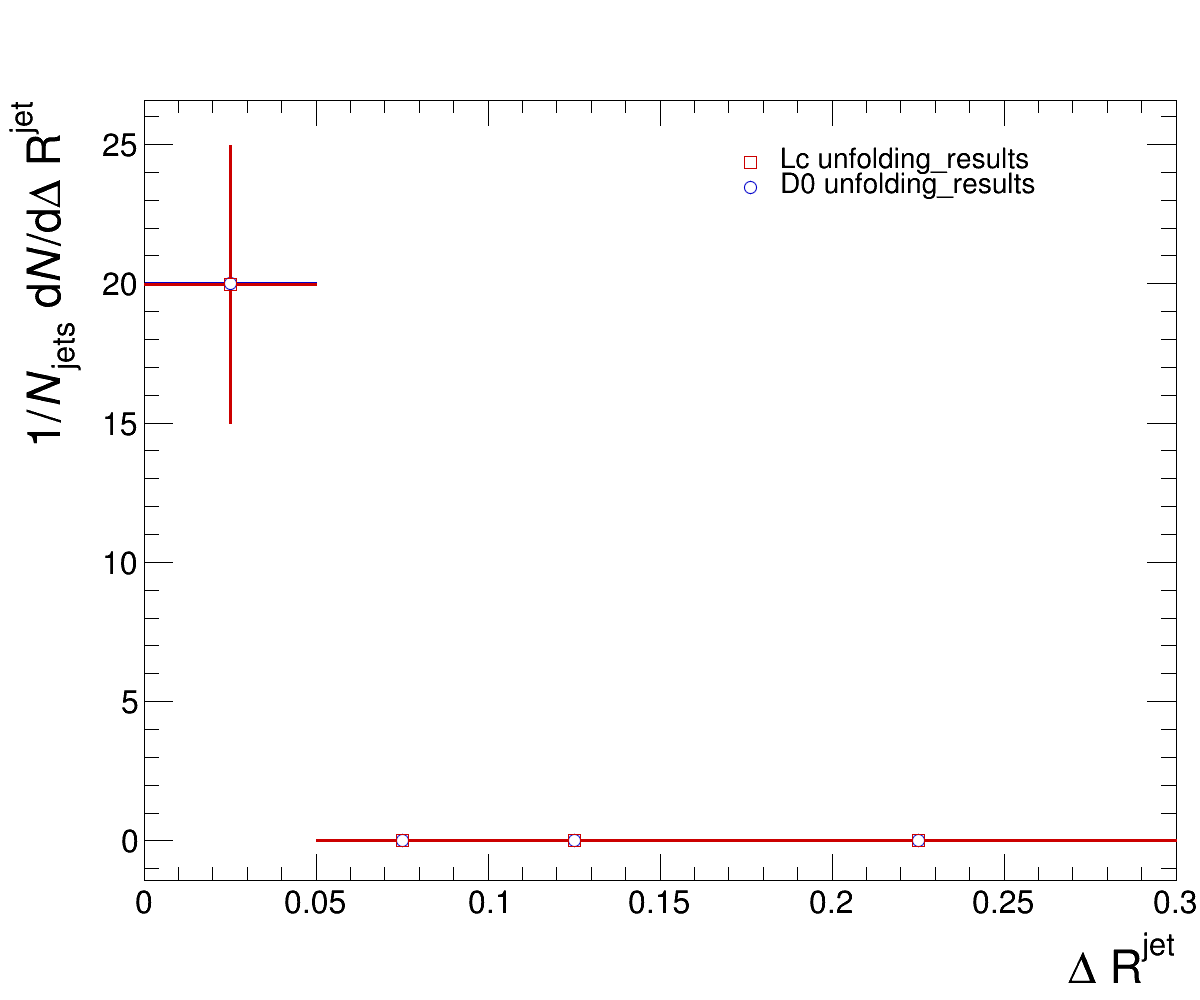 1/N_jets dN/dΔ R^jet
25
20
15
10
5
0
Lc unfolding_results
D0 unfolding_results
0 0.05 0.1 0.15 0.2 0.25 0.3
Δ R^jet